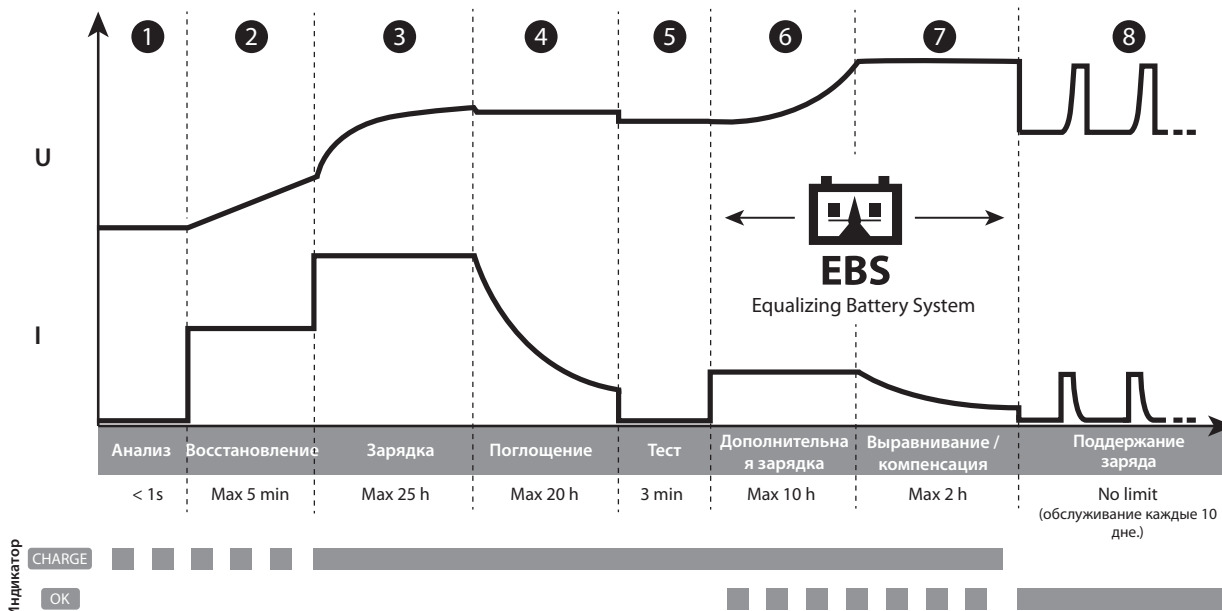 1 2 3 4 5 6 7 8
U
EBS
Equalizing Battery System
I
Анализ Восстановление Зарядка Поглощение Тест Дополнительна Выравнивание / Поддержание
я зарядка компенсация заряда
< 1s Max 5 min Max 25 h Max 20 h 3 min Max 10 h Max 2 h No limit
(обслуживание каждые 10
дне.)
Индикатор
CHARGE
OK